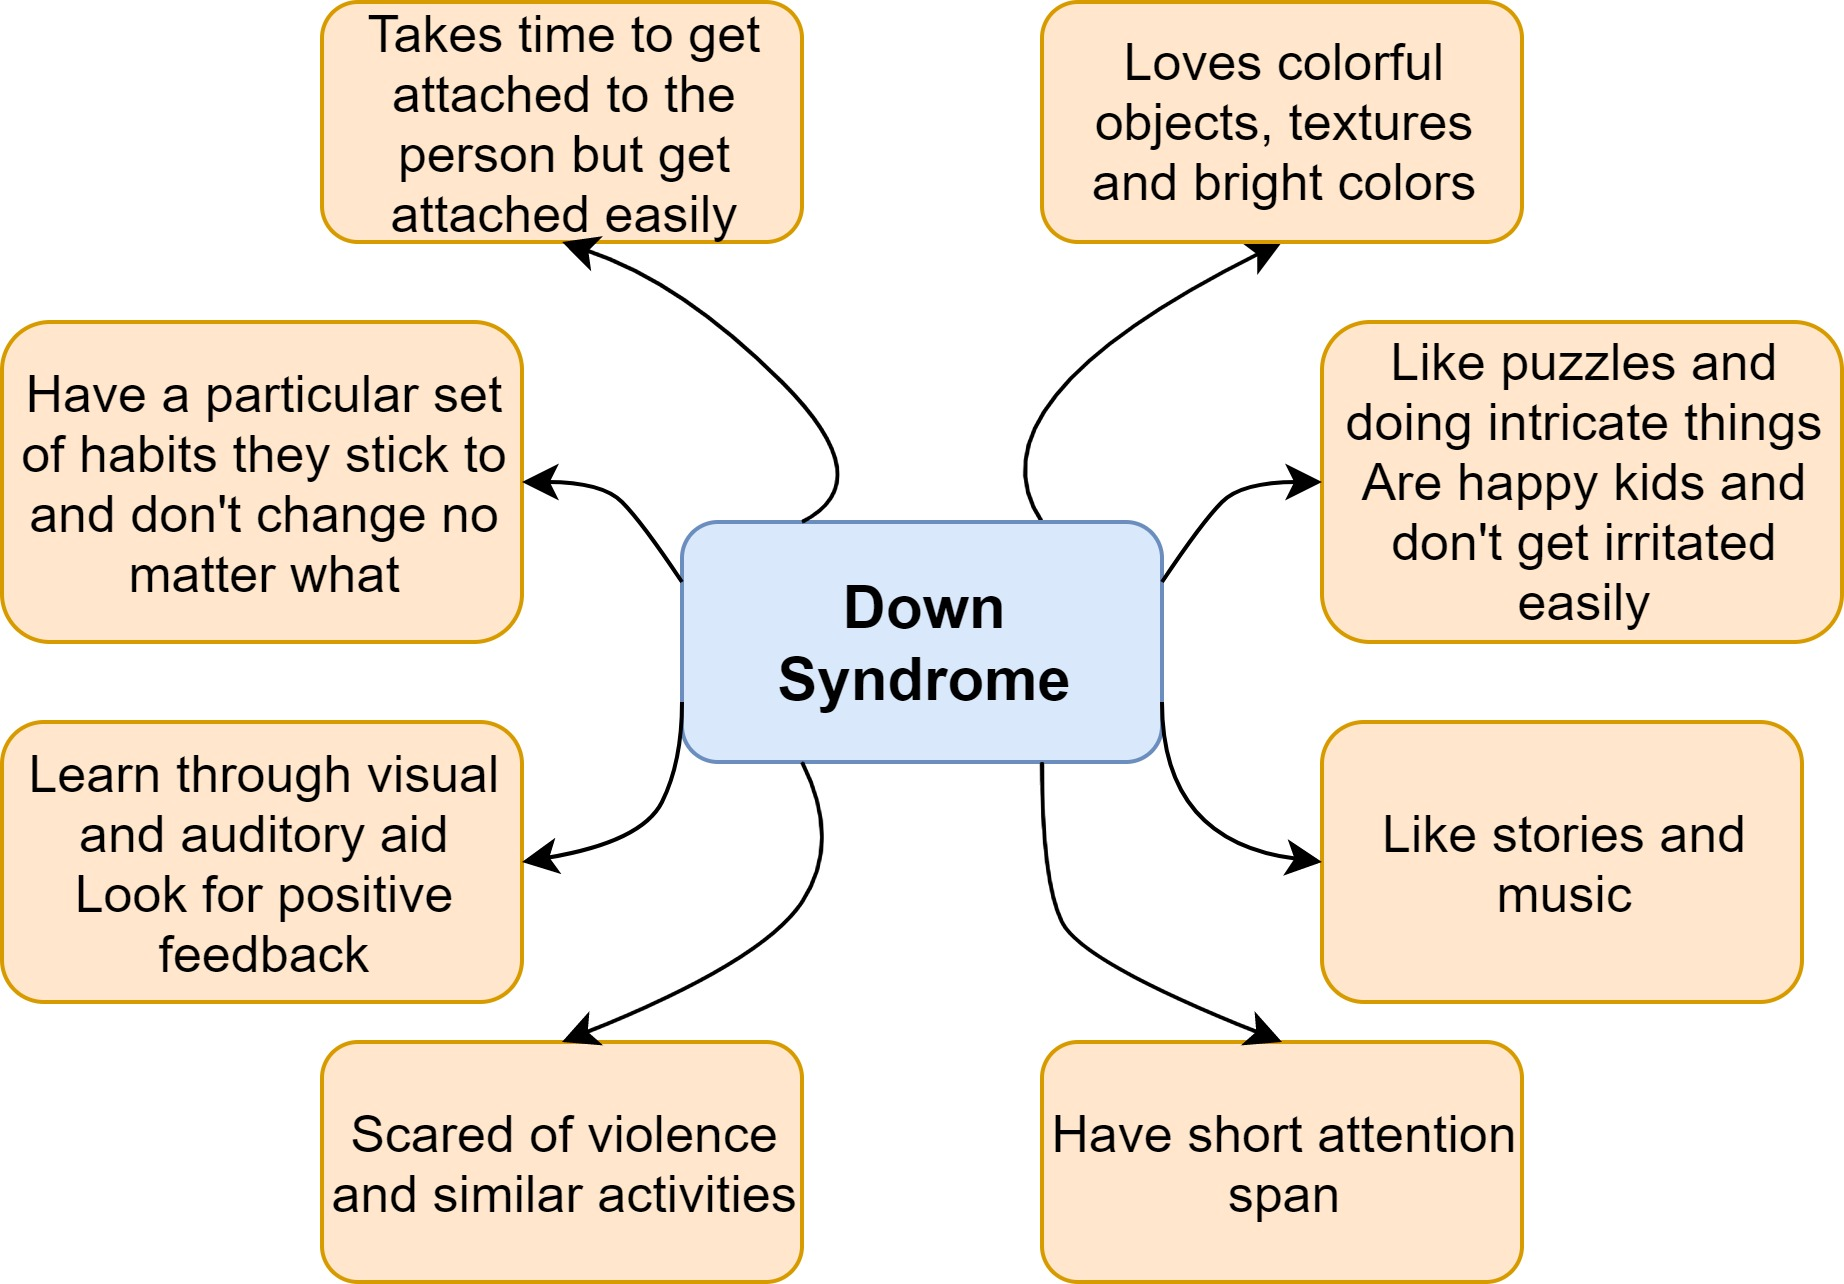 Takes time to get
attached to the
person but get
attached easily
Loves colorful
objects, textures
and bright colors
Have a particular set
of habits they stick to
and don't change no
matter what
Like puzzles and
doing intricate things
Are happy kids and
don't get irritated
easily
Down
Syndrome
Learn through visual
and auditory aid
Look for positive
feedback
Like stories and
music
Scared of violence
and similar activities
Have short attention
span